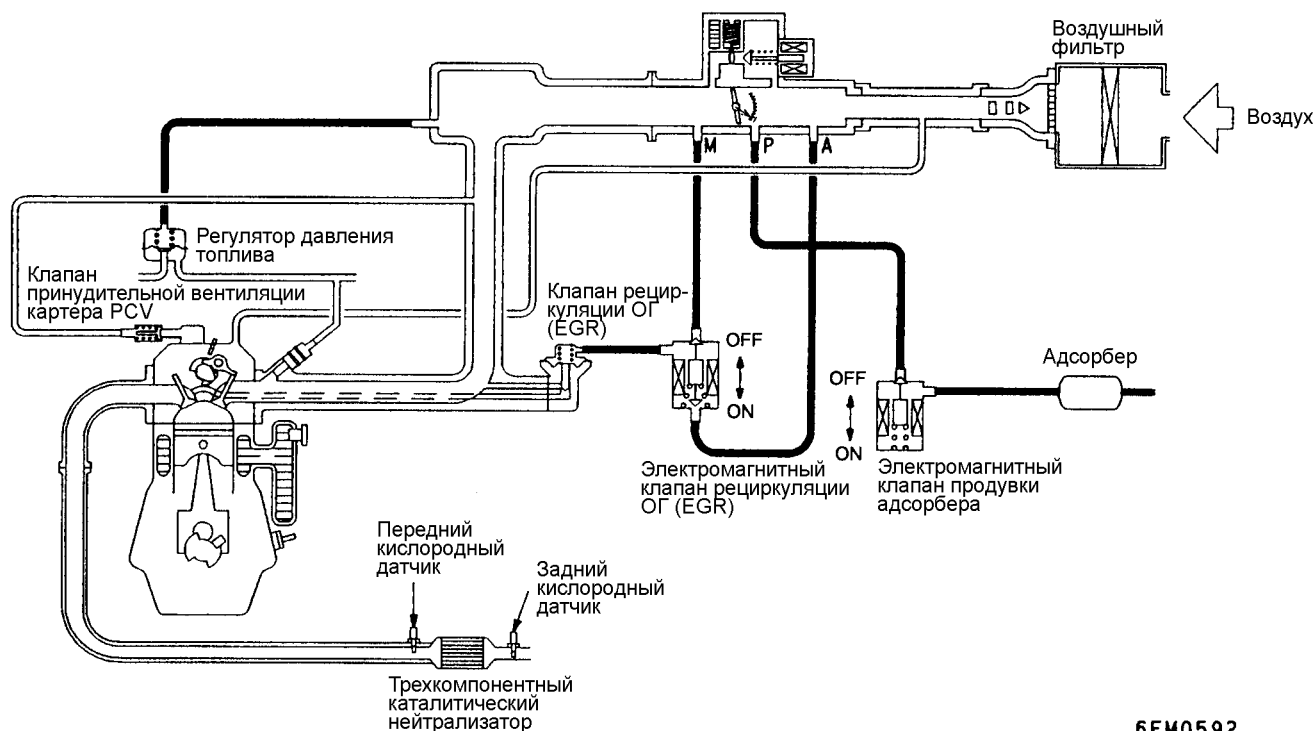 Воздушный
фильтр
Воздух
M P A
Регулятор давления
топлива
Клапан
принудительной вентиляции
картера PCV
Клапан рецир-
куляции ОГ
(EGR)
OFF
ON
Адсорбер
OFF
ON
Электромагнитный
клапан рециркуляции
ОГ (EGR)
Электромагнитный
клапан продувки
адсорбера
Передний
кислородный
датчик
Задний
кислородный
датчик
Трехкомпонентный
каталитический
нейтрализатор
6EM0592